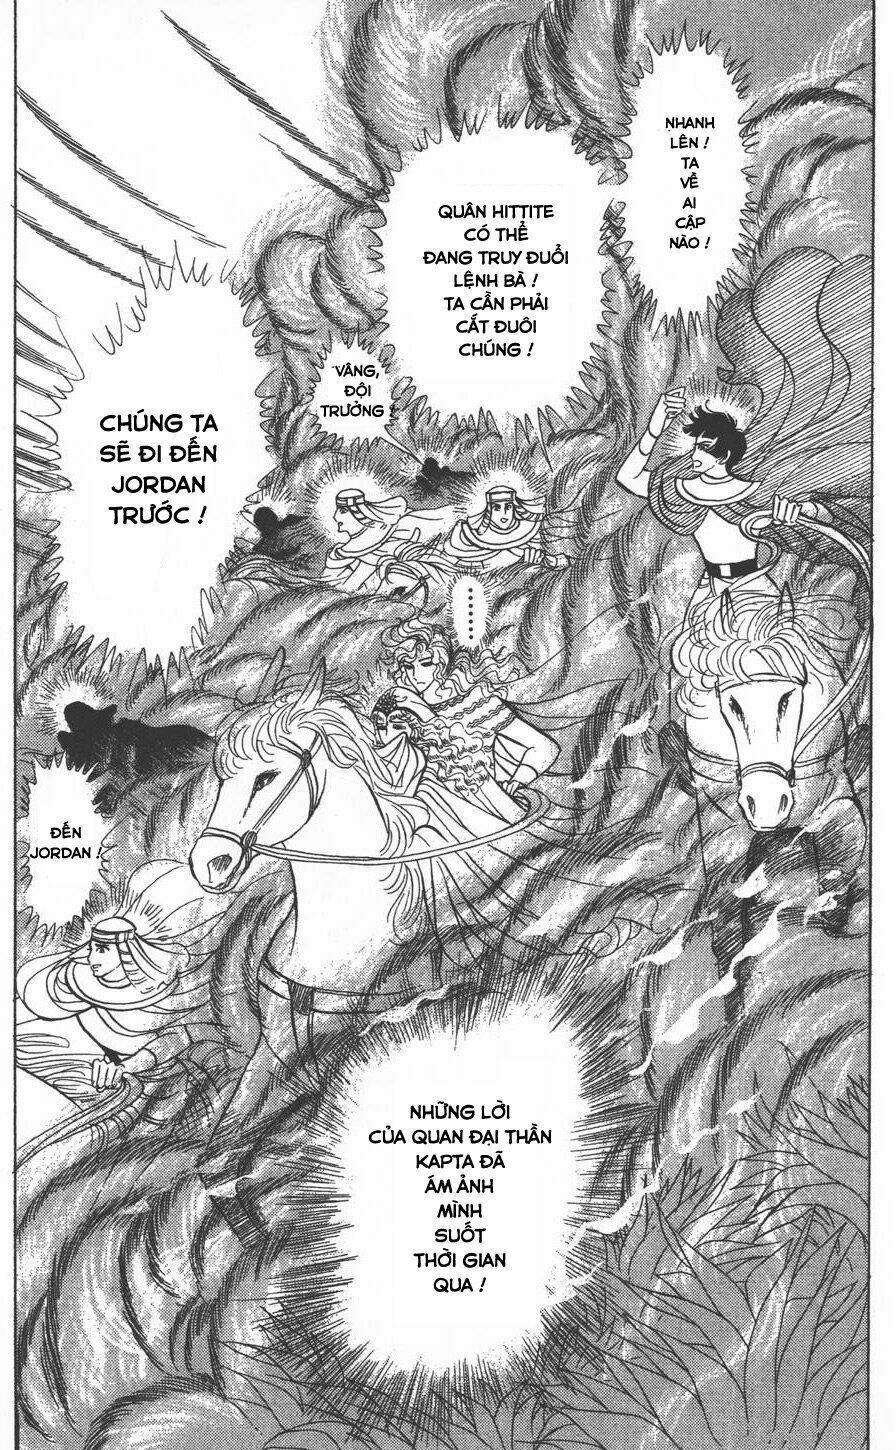 NHANH
LÊN !
TA
VỀ
AI
CẬP
NÀO !
QUÂN HITTITE
CÓ THỂ
ĐANG TRUY ĐUỔI
LỆNH BÀ !
TA CẦN PHẢI
CẮT ĐUÔI
CHÚNG !
VÂNG,
ĐỘI
TRƯỞNG !
CHÚNG TA
SẼ ĐI ĐẾN
JORDAN
TRƯỚC !
......
ĐẾN
JORDAN !
NHỮNG LỜI
CỦA QUAN ĐẠI THẦN
KAPTA ĐÃ
ÁM ẢNH
MÌNH
SUỐT
THỜI GIAN
QUA !